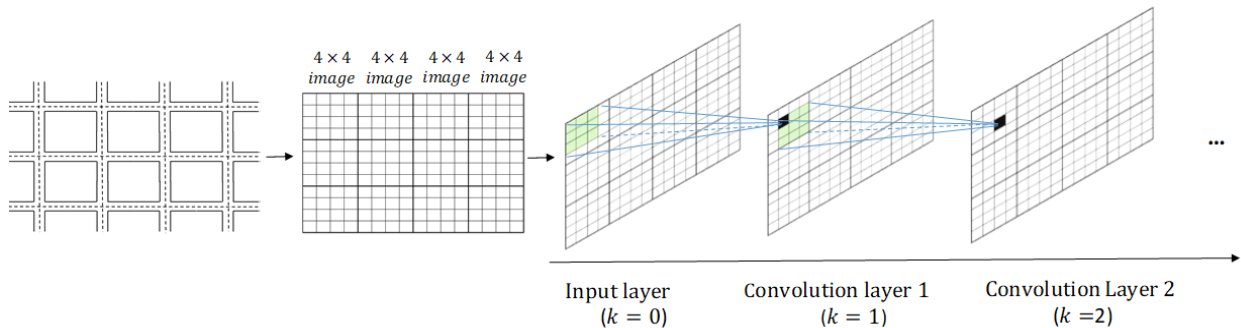 4 × 4 4 × 4 4 × 4 4 × 4
image image image image
...
Input layer Convolution layer 1 Convolution Layer 2
(k = 0) (k = 1) (k =2)